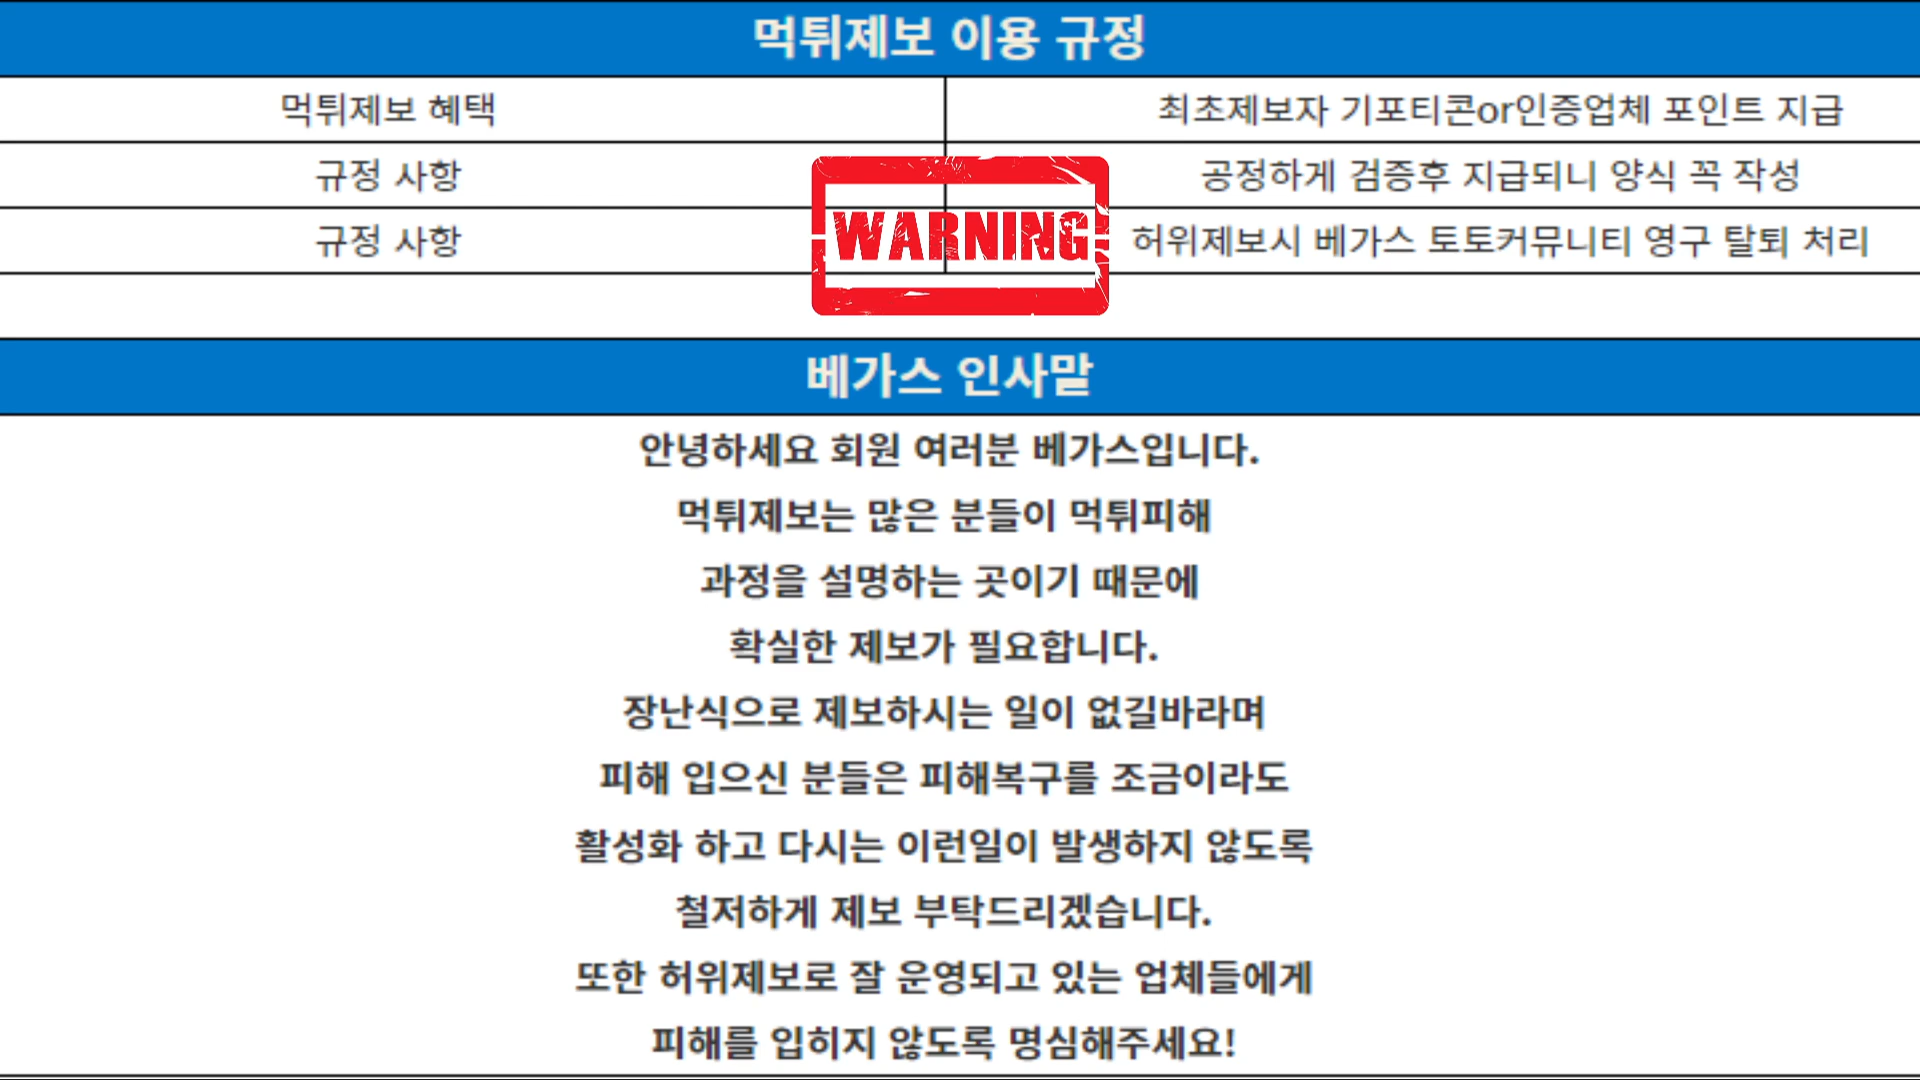 먹튀제보 이용 규정
먹튀제보 혜택 최초제보자 기포티콘or인증업체 포인트 지급
규정 사항 공정하게 검증후 지급되니 양식 꼭 작성
WARNING
규정 사항 허위제보시 베가스 토토커뮤니티 영구 탈퇴 처리
베가스 인사말
안녕하세요 회원 여러분 베가스입니다.
먹튀제보는 많은 분들이 먹튀피해
과정을 설명하는 곳이기 때문에
확실한 제보가 필요합니다.
장난식으로 제보하시는 일이 없길바라며
피해 입으신 분들은 피해복구를 조금이라도
활성화 하고 다시는 이런일이 발생하지 않도록
철저하게 제보 부탁드리겠습니다.
또한 허위제보로 잘 운영되고 있는 업체들에게
피해를 입히지 않도록 명심해주세요!